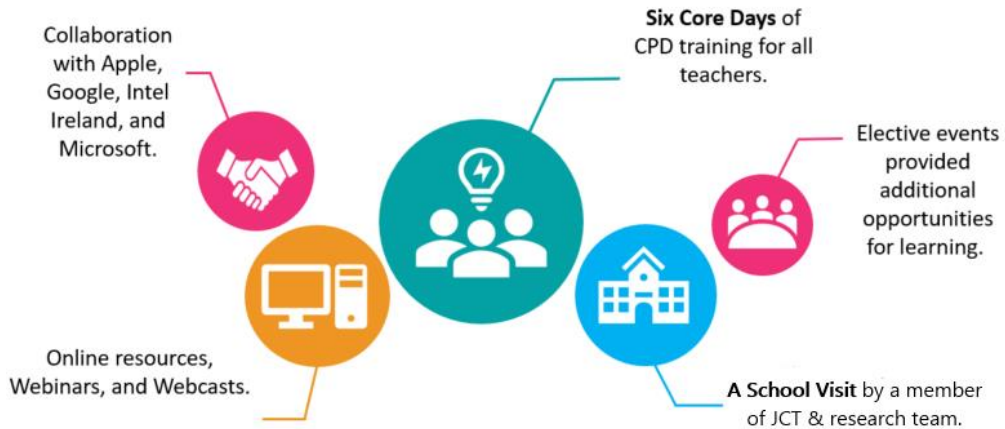 Collaboration
with Apple,
Google, Intel
Ireland, and
Microsoft.
Six Core Days of
CPD training for all
teachers.
Elective events
provided
additional
opportunities
for learning.
Online resources,
Webinars, and Webcasts.
A School Visit by a member
of JCT & research team.